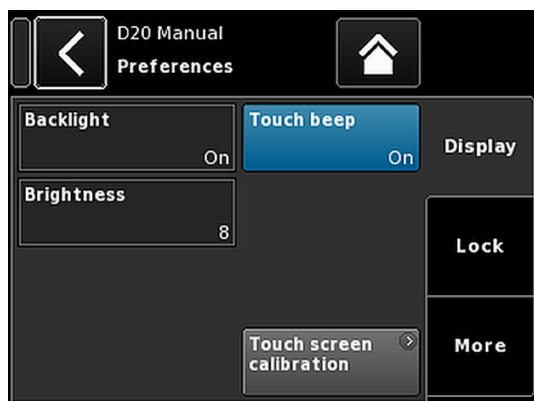 D20 Manual
Preferences
Backlight
On
Touch beep
On
Display
Brightness
8
Lock
Touch screen
calibration
More